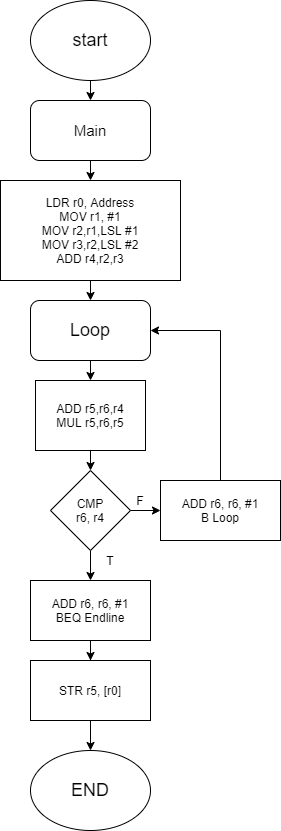 start
Main
LDR r0, Address
MOV r1, #1
MOV r2,r1,LSL #1
MOV r3,r2,LSL #2
ADD r4,r2,r3
Loop
ADD r5,r6,r4
MUL r5,r6,r5
CMP
r6, r4
F
ADD r6, r6, #1
B Loop
T
ADD r6, r6, #1
BEQ Endline
STR r5, [r0]
END